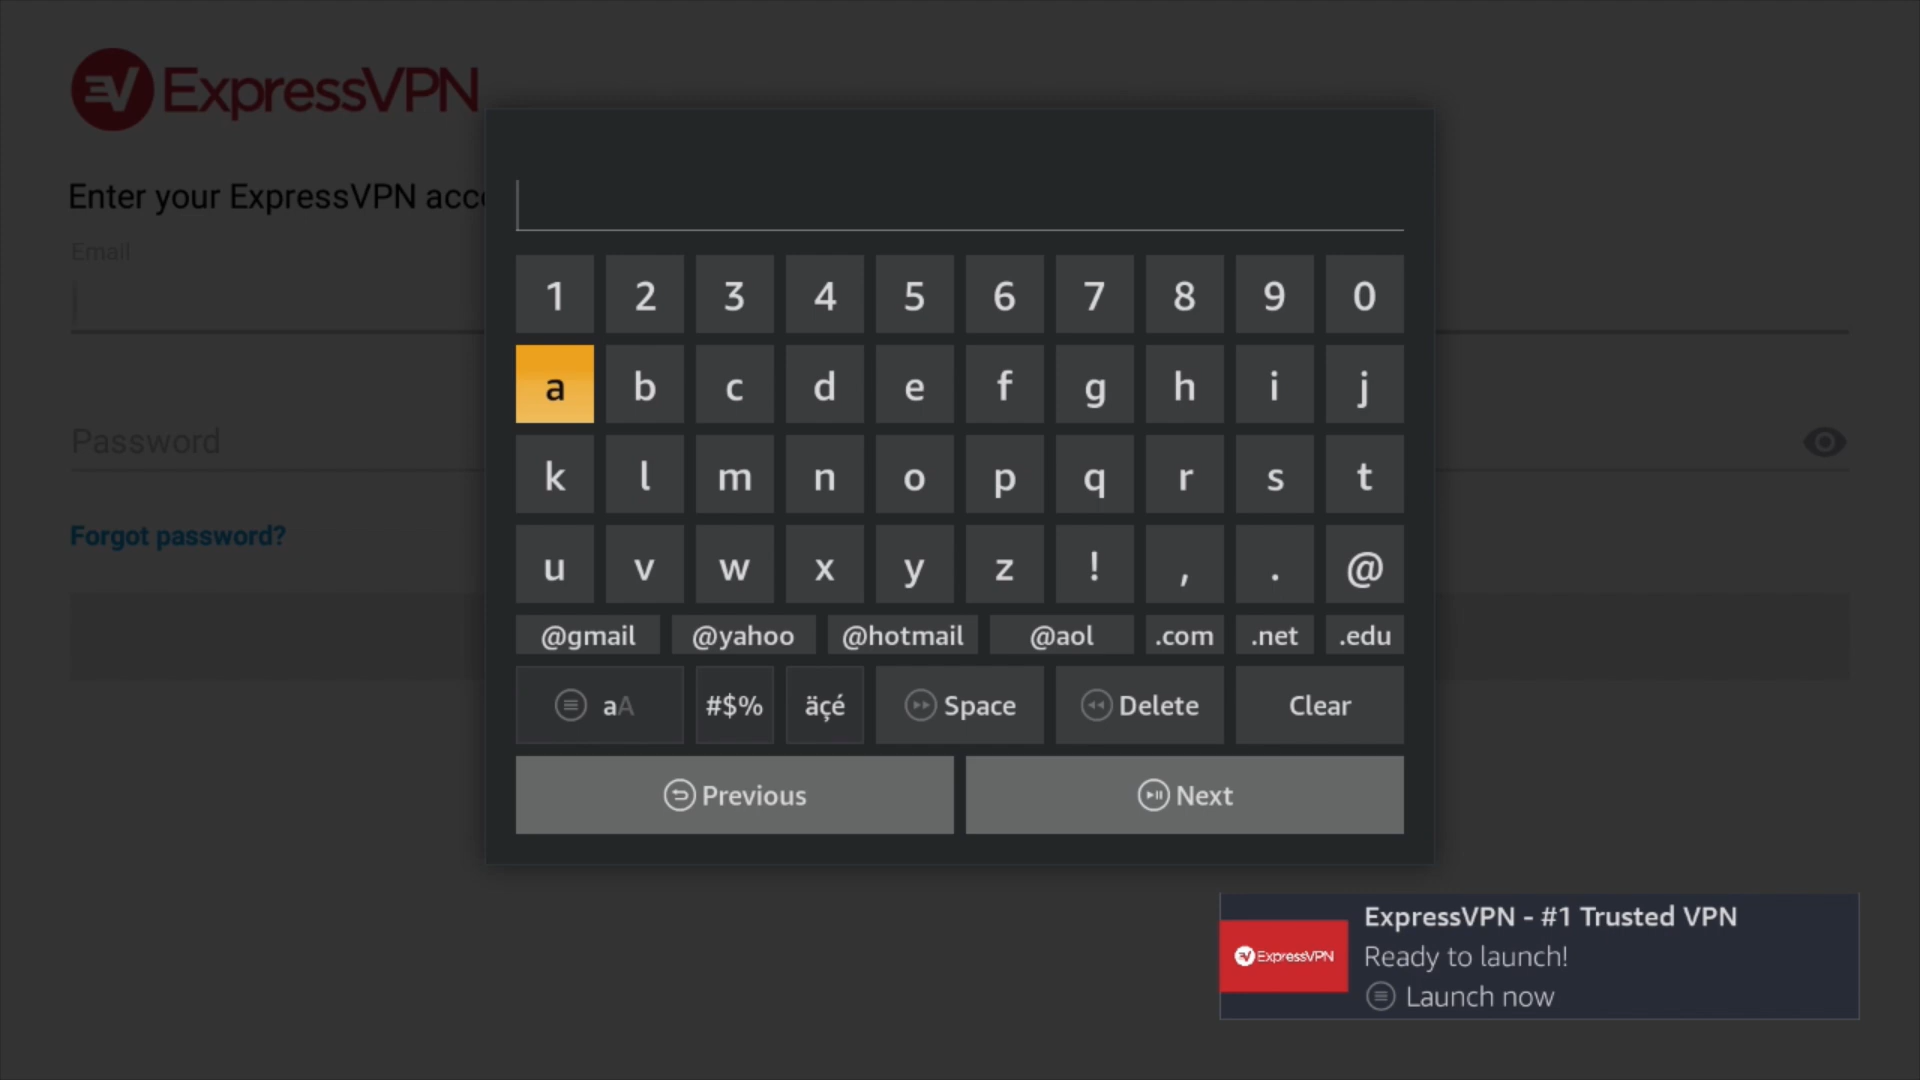 ExpressVPN
Enter your ExpressVPN acc
Email
Password
Forgot password?
1 2 3 4 5 6 7 8 9 0
a b c d e f g h i j
k l m n o p q r s t
u v w x y z ! , . @
@gmail @yahoo @hotmail @aol .com .net .edu
aA #$% äçé Space Delete Clear
Previous Next
ExpressVPN
ExpressVPN - #1 Trusted VPN
Ready to launch!
Launch now